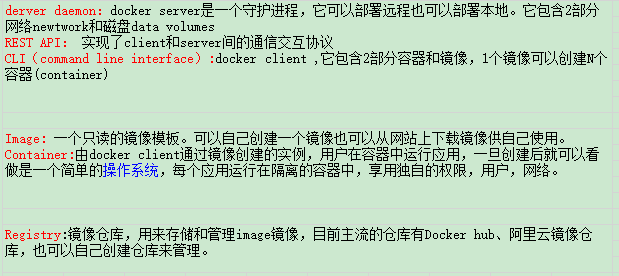 derver daemon: docker server是一个守护进程，它可以部署远程也可以部署本地。它包含2部分
网络newtwork和磁盘data volumes
REST API： 实现了client和server间的通信交互协议
CLI（command line interface）:docker client ,它包含2部分容器和镜像，1个镜像可以创建N个
容器(container)
Image: 一个只读的镜像模板。可以自己创建一个镜像也可以从网站上下载镜像供自己使用。
Container:由docker client通过镜像创建的实例，用户在容器中运行应用，一旦创建后就可以看
做是一个简单的操作系统，每个应用运行在隔离的容器中，享用独自的权限，用户，网络。
Registry:镜像仓库，用来存储和管理image镜像，目前主流的仓库有Docker hub、阿里云镜像仓
库，也可以自己创建仓库来管理。